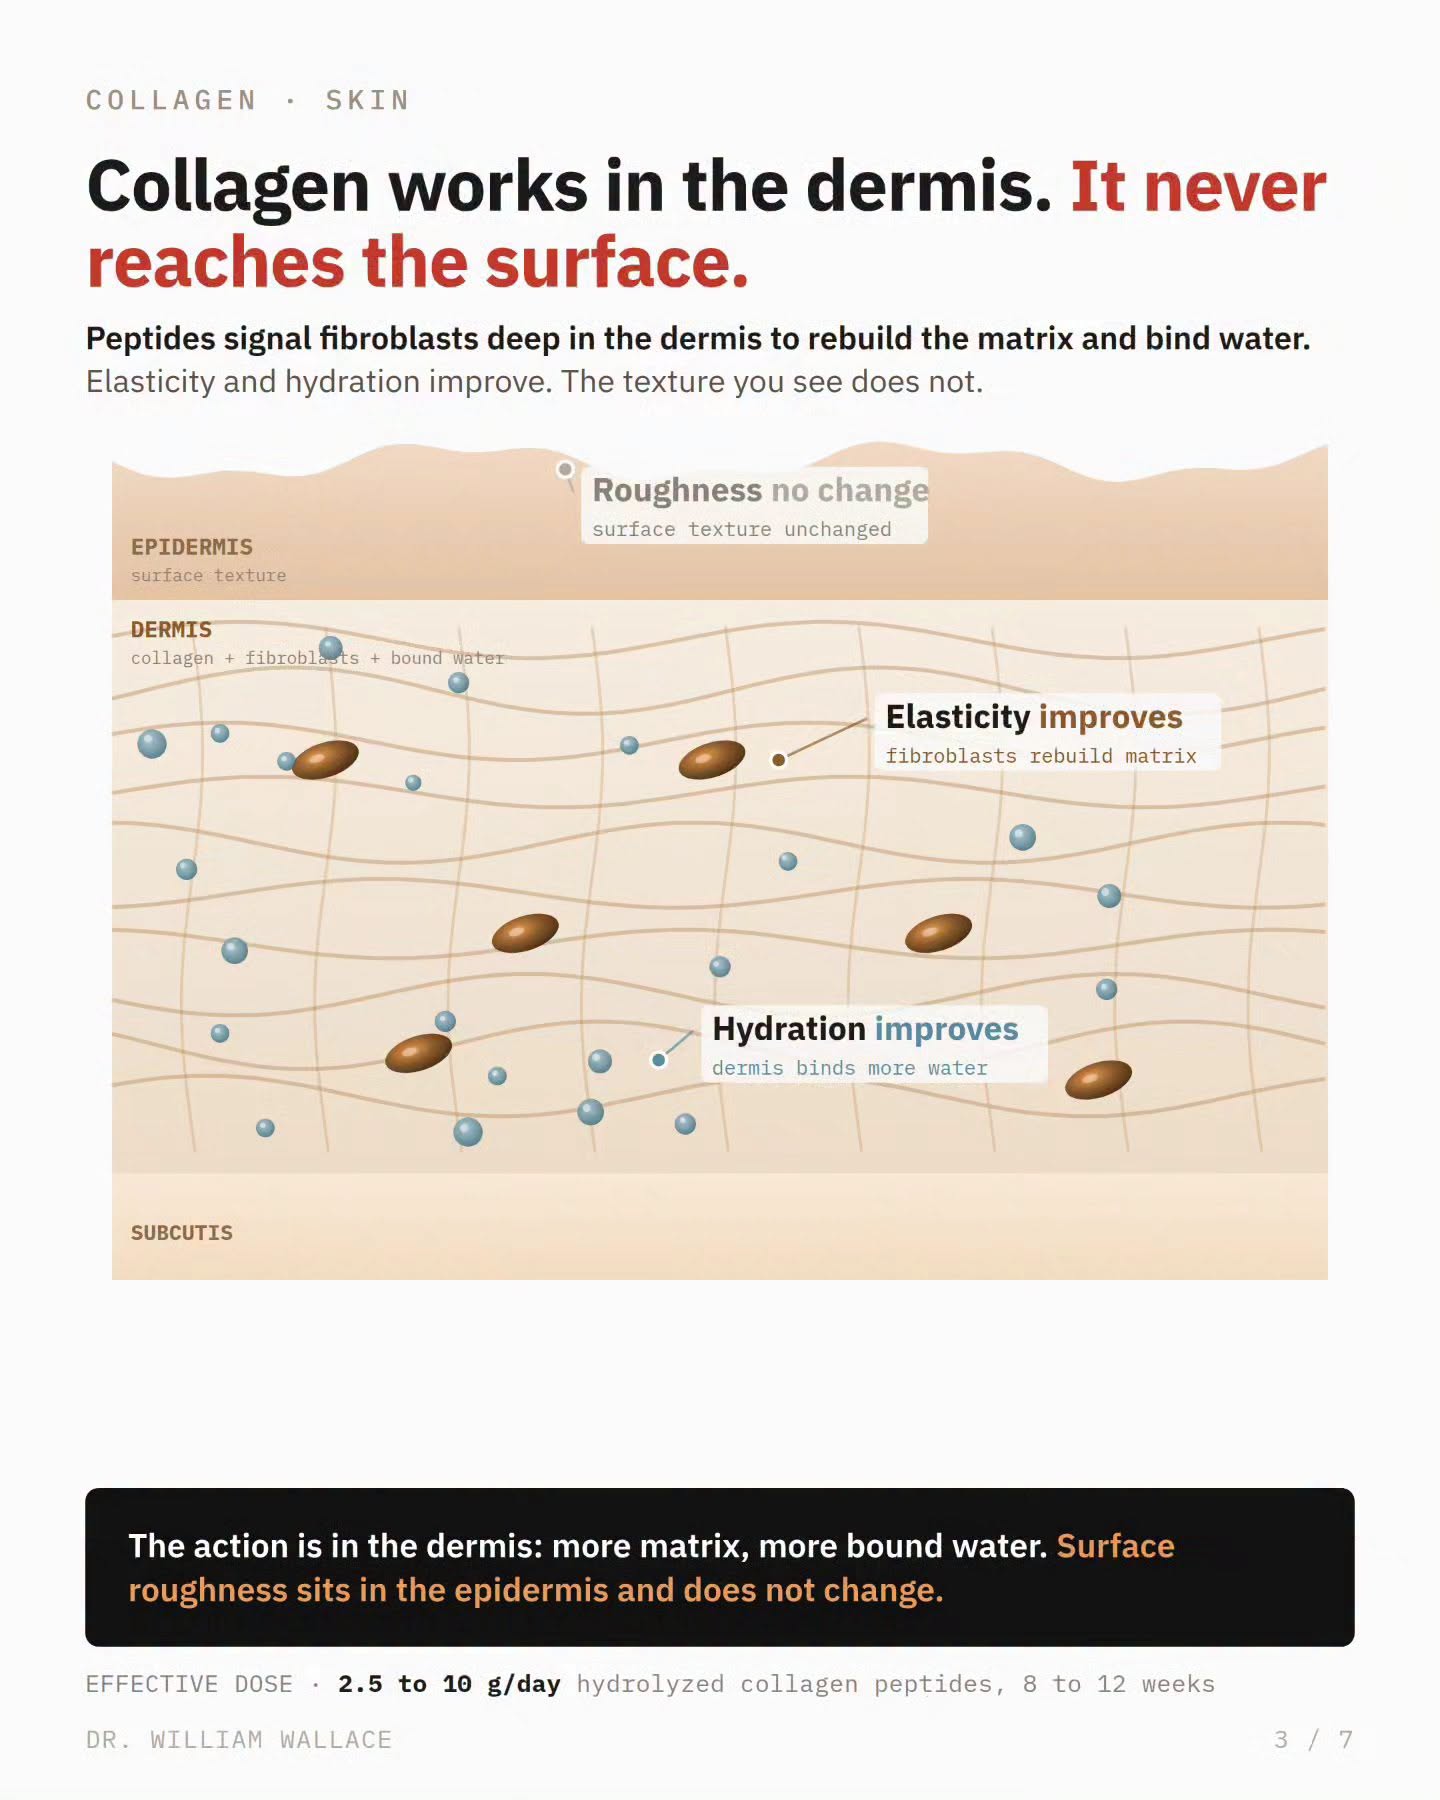 COLLAGEN · SKIN
Collagen works in the dermis. It never
reaches the surface.
Peptides signal fibroblasts deep in the dermis to rebuild the matrix and bind water.
Elasticity and hydration improve. The texture you see does not.
Roughness no change
surface texture unchanged
EPIDERMIS
surface texture
DERMIS
collagen + fibroblasts + bound water
Elasticity improves
fibroblasts rebuild matrix
Hydration improves
dermis binds more water
SUBCUTIS
The action is in the dermis: more matrix, more bound water. Surface
roughness sits in the epidermis and does not change.
EFFECTIVE DOSE · 2.5 to 10 g/day hydrolyzed collagen peptides, 8 to 12 weeks
DR. WILLIAM WALLACE
3 / 7